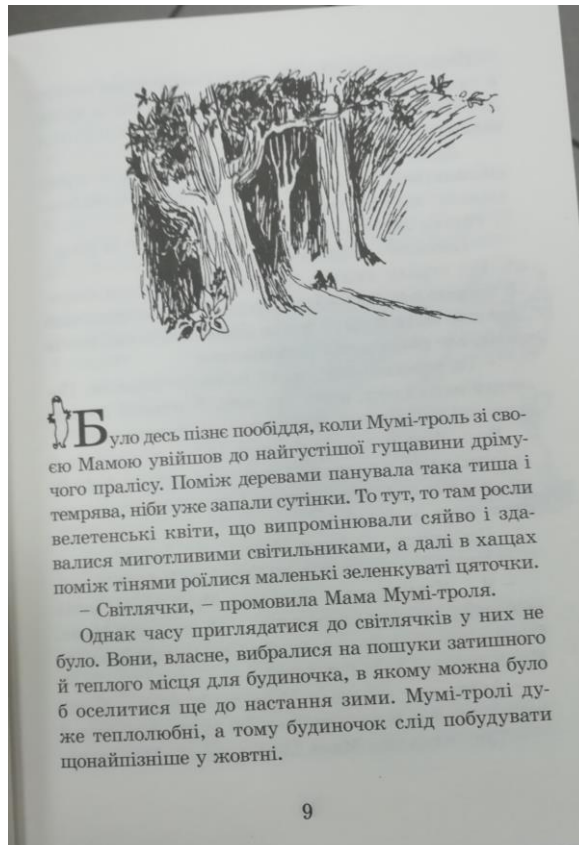 Було десь пізнє пообіддя, коли Мумі-троль зі сво-
єю Мамою увійшов до найгустішої гущавини дріму-
чого пралісу. Поміж деревами панувала така тиша і
темрява, ніби уже запали сутінки. То тут, то там росли
велетенські квіти, що випромінювали сяйво і зда-
валися миготливими світильниками, а далі в хащах
поміж тінями роїлися маленькі зеленкуваті цяточки.
– Світлячки, – промовила Мама Мумі-троля.
Однак часу приглядатися до світлячків у них не
було. Вони, власне, вибралися на пошуки затишного
й теплого місця для будиночка, в якому можна було
б оселитися ще до настання зими. Мумі-тролі ду-
же теплолюбні, а тому будиночок слід побудувати
щонайпізніше у жовтні.
9